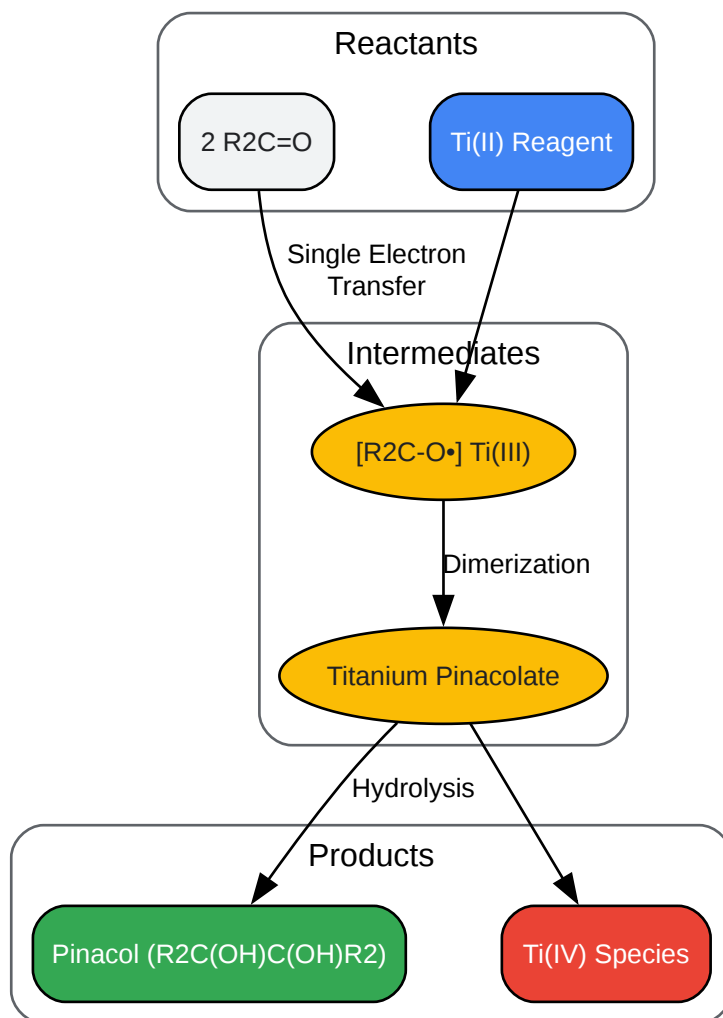 Reactants
2 R2C=O
Ti(II) Reagent
Single Electron
Transfer
Intermediates
[R2C-O•] Ti(III)
Dimerization
Titanium Pinacolate
Hydrolysis
Products
Pinacol (R2C(OH)C(OH)R2)
Ti(IV) Species